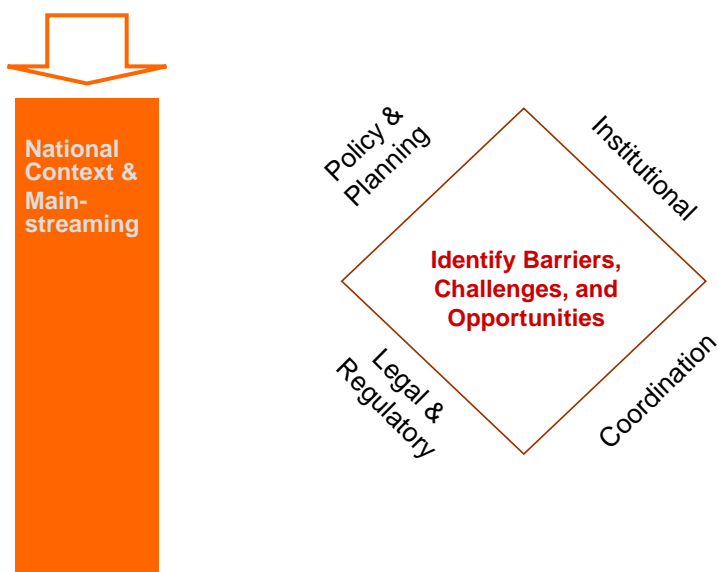 National
Context &
Main-
streaming
Policy &
Planning
Institutional
Identify Barriers,
Challenges, and
Opportunities
Legal &
Regulatory
Coordination